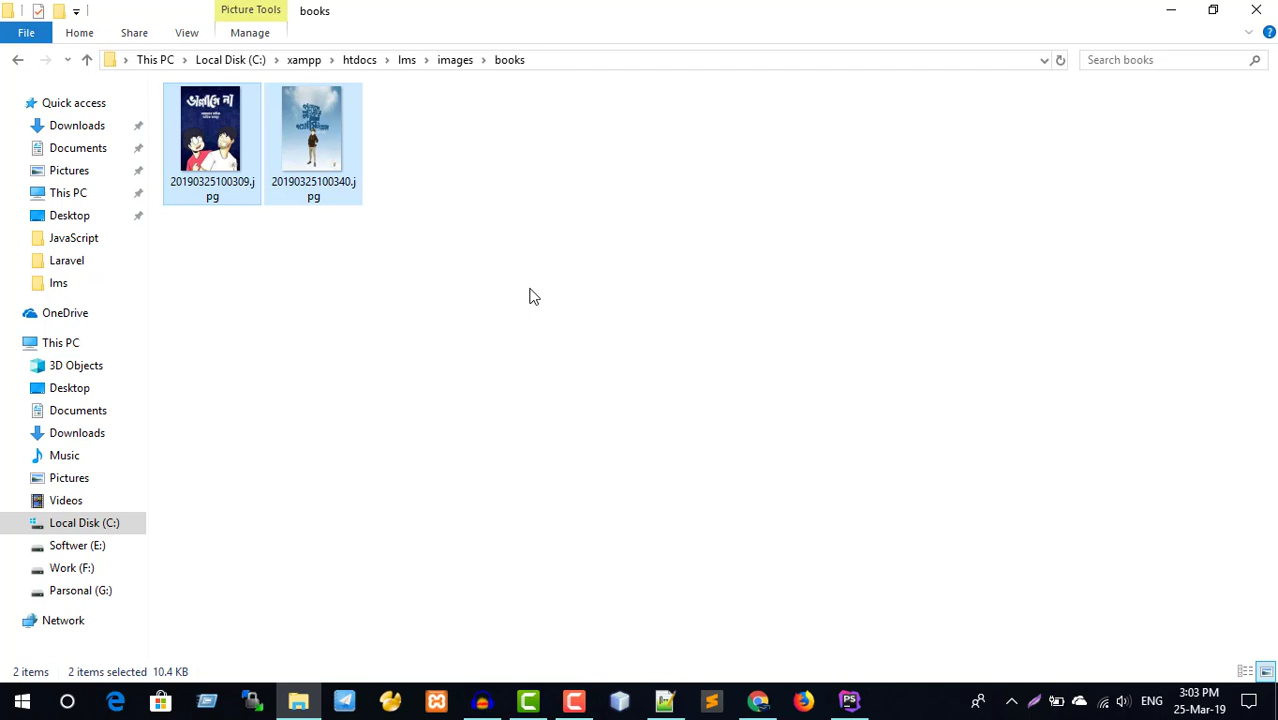 Picture Tools
books
File
Home
Share
View
Manage
This PC
Local Disk (C:)
xampp
htdocs
lms
images
books
Search books
Quick access
Downloads
Documents
Pictures
This PC
Desktop
JavaScript
Laravel
lms
OneDrive
This PC
3D Objects
Desktop
Documents
Downloads
Music
Pictures
Videos
Local Disk (C:)
Softwer (E:)
Work (F:)
Parsonal (G:)
Network
ভাল্লাগে না
20190325100309.j
pg
20190325100340.j
pg
2 items
2 items selected
10.4 KB
ENG
3:03 PM
25-Mar-19